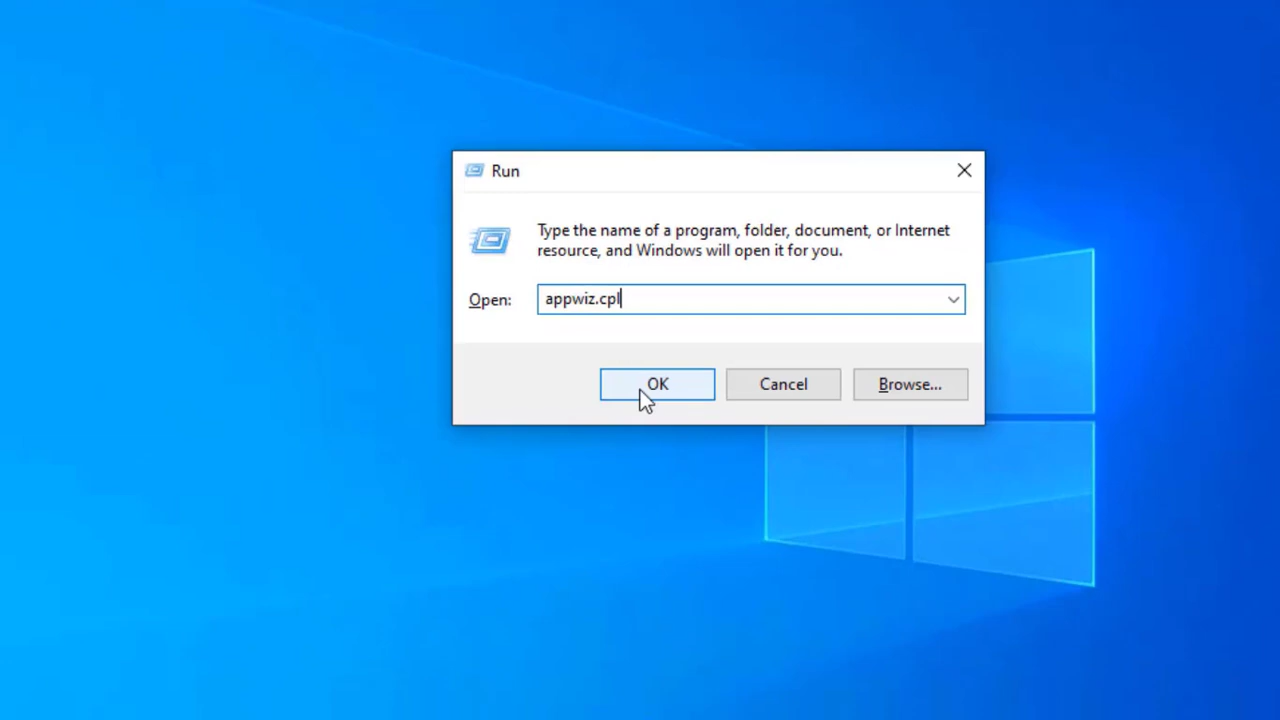 Run
Type the name of a program, folder, document, or Internet
resource, and Windows will open it for you.
Open: appwiz.cpl
OK Cancel Browse...